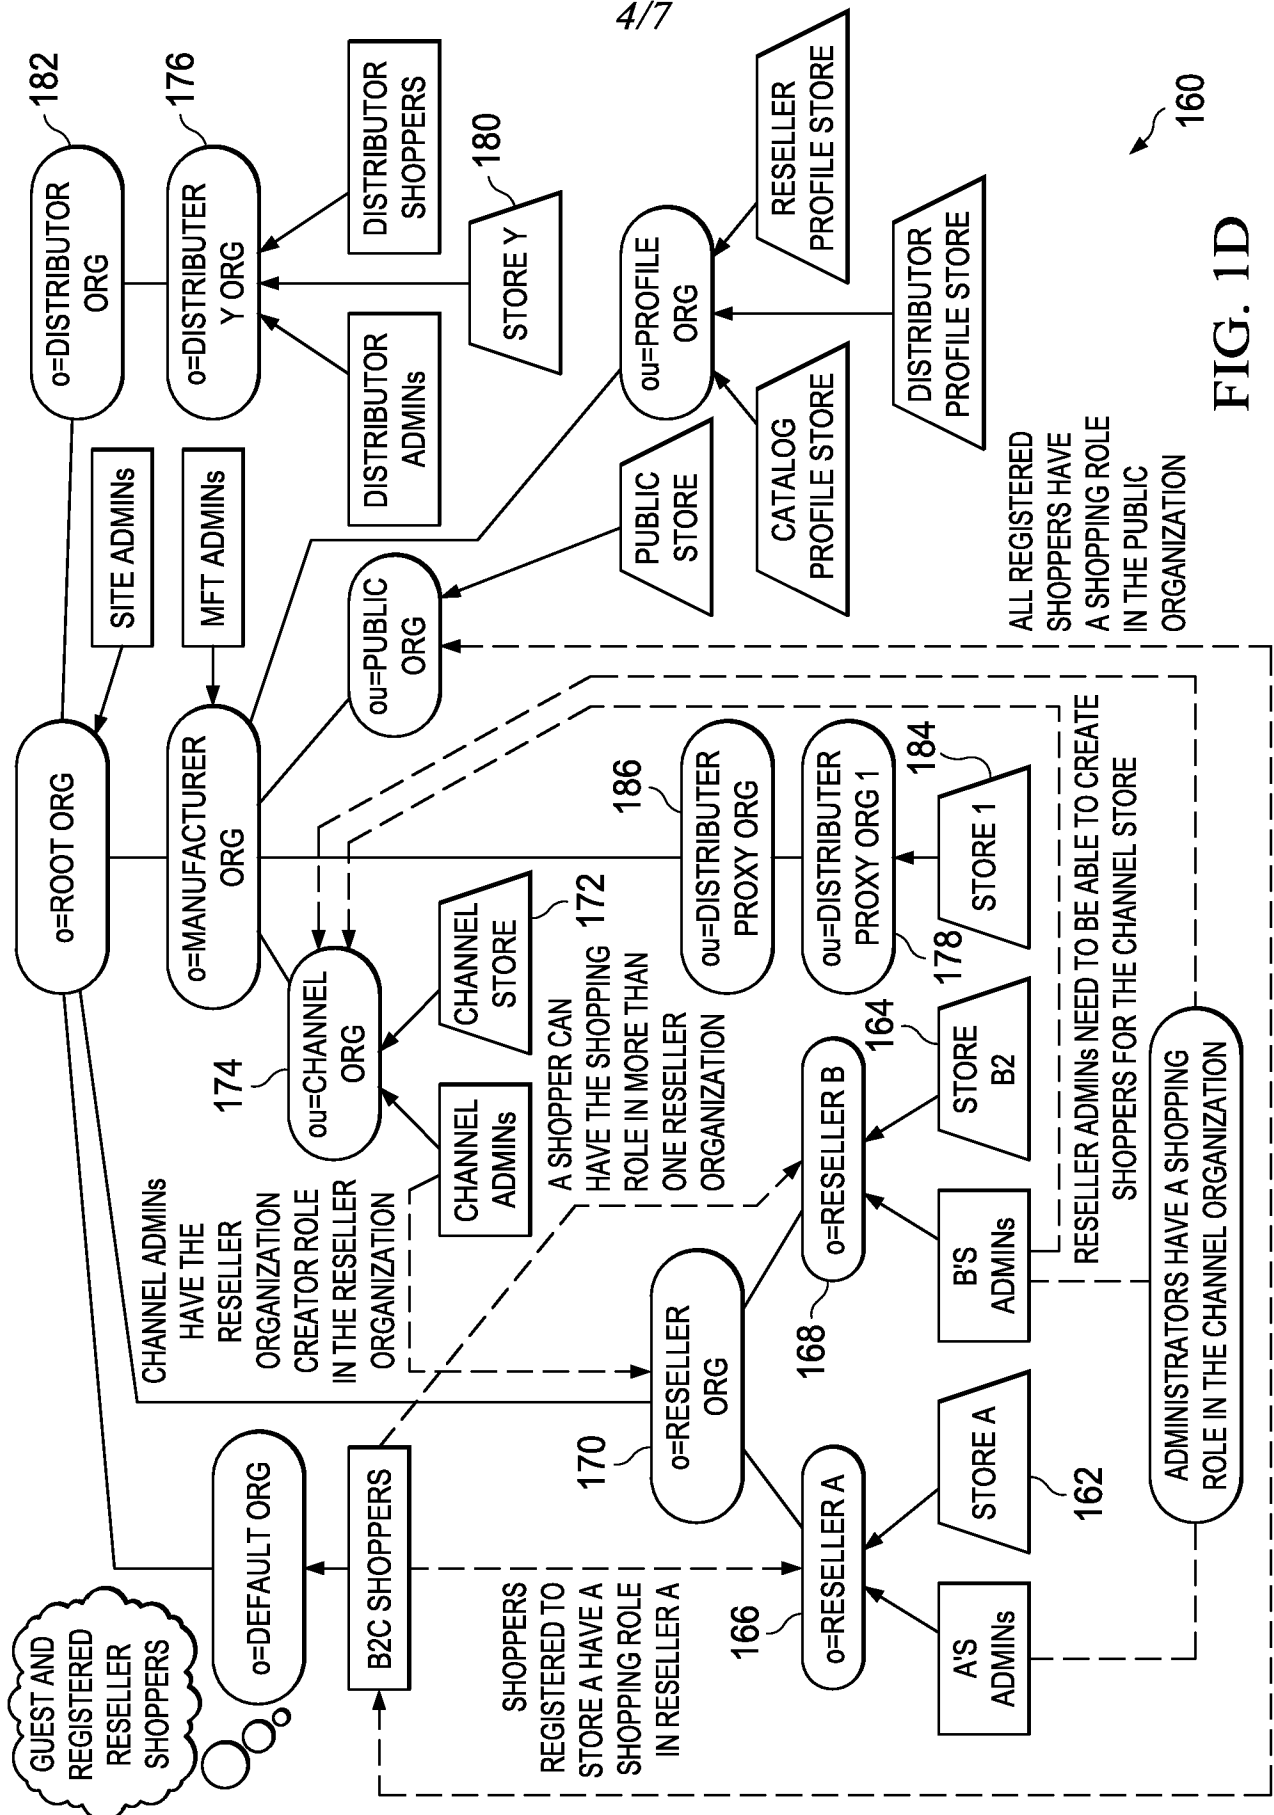 4/7
GUEST AND
REGISTERED
RESELLER
SHOPPERS
o=ROOT ORG
SITE ADMINs
o=DISTRIBUTOR
ORG
182
o=DEFAULT ORG
CHANNEL ADMINs
HAVE THE
RESELLER
ORGANIZATION
CREATOR ROLE
IN THE RESELLER
ORGANIZATION
o=MANUFACTURER
ORG
MFT ADMINs
o=DISTRIBUTER
Y ORG
176
B2C SHOPPERS
174
ou=CHANNEL
ORG
ou=PUBLIC
ORG
DISTRIBUTOR
ADMINs
DISTRIBUTOR
SHOPPERS
CHANNEL
ADMINs
CHANNEL
STORE
172
STORE Y
180
SHOPPERS
REGISTERED TO
STORE A HAVE A
SHOPPING ROLE
IN RESELLER A
A SHOPPER CAN
HAVE THE SHOPPING
ROLE IN MORE THAN
ONE RESELLER
ORGANIZATION
170
o=RESELLER
ORG
186
ou=DISTRIBUTER
PROXY ORG
PUBLIC
STORE
ou=PROFILE
ORG
166
o=RESELLER A
168
o=RESELLER B
ou=DISTRIBUTER
PROXY ORG 1
178
CATALOG
PROFILE STORE
RESELLER
PROFILE STORE
A'S
ADMINs
STORE A
162
B'S
ADMINs
STORE
B2
164
STORE 1
184
DISTRIBUTOR
PROFILE STORE
RESELLER ADMINs NEED TO BE ABLE TO CREATE
SHOPPERS FOR THE CHANNEL STORE
ALL REGISTERED
SHOPPERS HAVE
A SHOPPING ROLE
IN THE PUBLIC
ORGANIZATION
ADMINISTRATORS HAVE A SHOPPING
ROLE IN THE CHANNEL ORGANIZATION
160
FIG. 1D